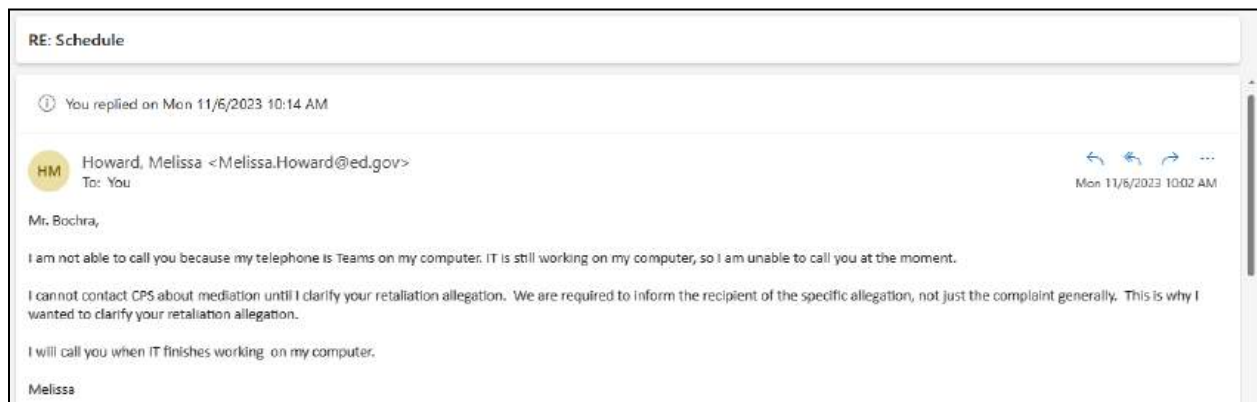 RE: Schedule
You replied on Mon 11/6/2023 10:14 AM
HM
Howard, Melissa <Melissa.Howard@ed.gov>
To: You
Mon 11/6/2023 10:02 AM
Mr. Bochra,
I am not able to call you because my telephone is Teams on my computer. IT is still working on my computer, so I am unable to call you at the moment.
I cannot contact CPS about mediation until I clarify your retaliation allegation.  We are required to inform the recipient of the specific allegation, not just the complaint generally.  This is why I
wanted to clarify your retaliation allegation.
I will call you when IT finishes working  on my computer.
Melissa